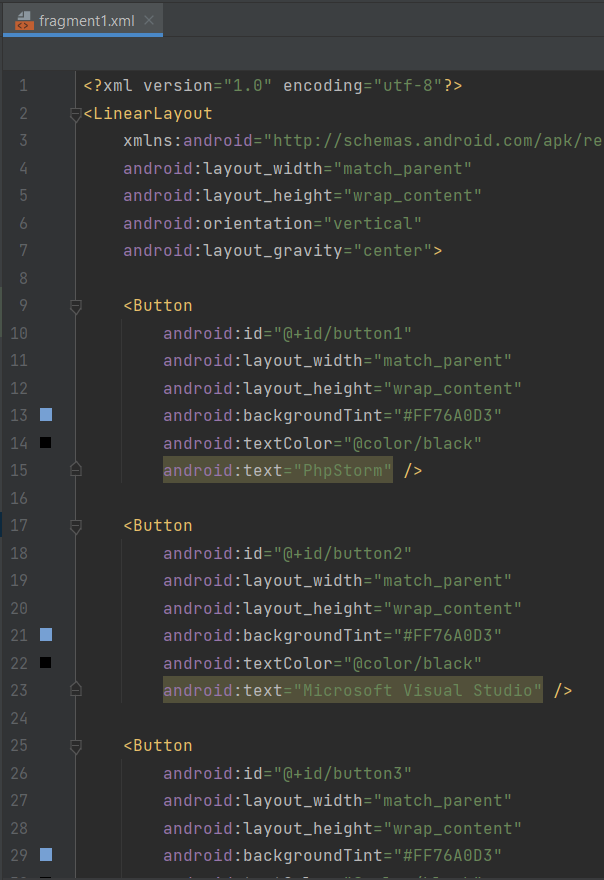 fragment1.xml
1 <?xml version="1.0" encoding="utf-8"?>
2 <LinearLayout
3 xmlns:android="http://schemas.android.com/apk/re
4 android:layout_width="match_parent"
5 android:layout_height="wrap_content"
6 android:orientation="vertical"
7 android:layout_gravity="center">
8
9 <Button
10 android:id="@+id/button1"
11 android:layout_width="match_parent"
12 android:layout_height="wrap_content"
13 android:backgroundTint="#FF76A0D3"
14 android:textColor="@color/black"
15 android:text="PhpStorm" />
16
17 <Button
18 android:id="@+id/button2"
19 android:layout_width="match_parent"
20 android:layout_height="wrap_content"
21 android:backgroundTint="#FF76A0D3"
22 android:textColor="@color/black"
23 android:text="Microsoft Visual Studio" />
24
25 <Button
26 android:id="@+id/button3"
27 android:layout_width="match_parent"
28 android:layout_height="wrap_content"
29 android:backgroundTint="#FF76A0D3"